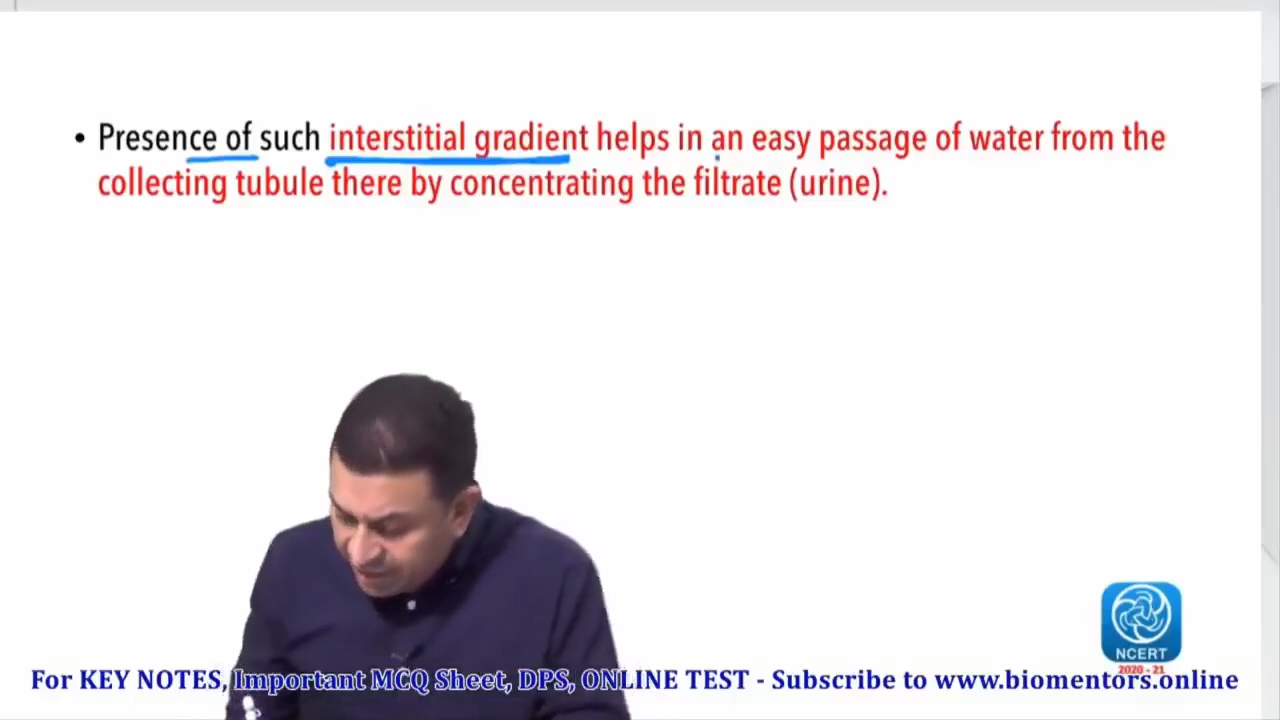 • Presence of such interstitial gradient helps in an easy passage of water from the
collecting tubule there by concentrating the filtrate (urine).
NCERT
2020 - 21
For KEY NOTES, Important MCQ Sheet, DPS, ONLINE TEST - Subscribe to www.biomentors.online